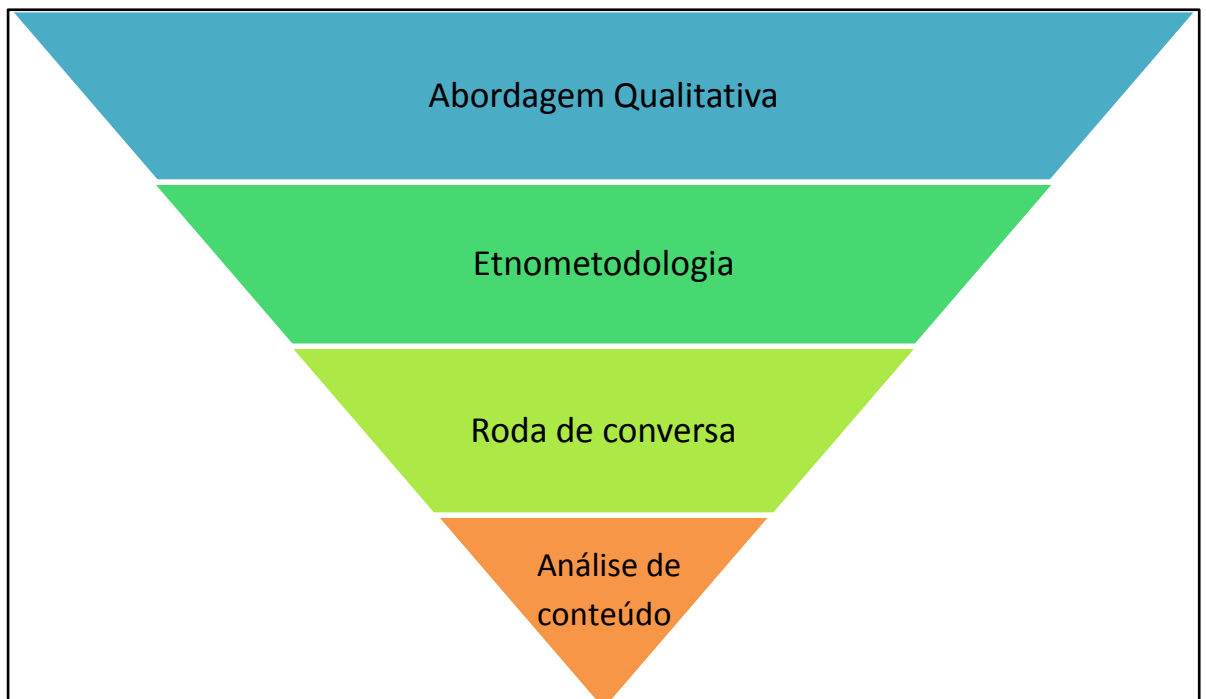 Abordagem Qualitativa
Etnometodologia
Roda de conversa
Análise de
conteúdo